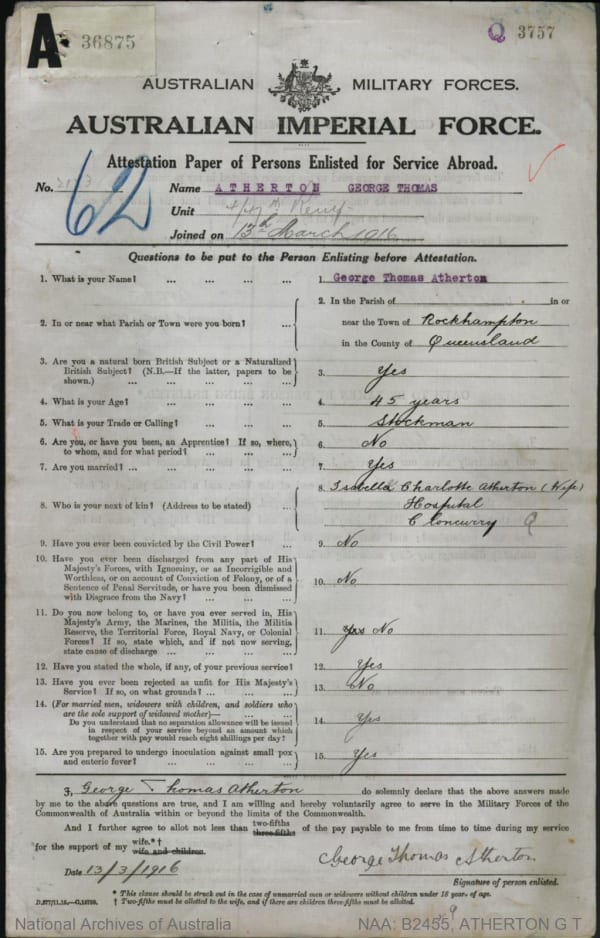 A 36875
Q 3757
AUSTRALIAN MILITARY FORCES.
AUSTRALIAN IMPERIAL FORCE.
Attestation Paper of Persons Enlisted for Service Abroad.
No. 62 Name ATHERTON GEORGE THOMAS
Unit
Joined on 13th March 1916
Questions to be put to the Person Enlisting before Attestation.
1. What is your Name? ... ... ... 1. George Thomas Atherton
2. In or near what Parish or Town were you born? ... 2. In the Parish of in or
near the Town of Rockhampton
in the County of Queensland
3. Are you a natural born British Subject or a Naturalized
British Subject? (N.B.—If the latter, papers to be
shown.) ... ... ... ... 3. Yes
4. What is your Age? ... ... ... 4. 45 years
5. What is your Trade or Calling? ... ... 5. Stockman
6. Are you, or have you been, an Apprentice? If so, where,
to whom, and for what period? ... ... ... 6. No
7. Are you married? ... ... ... ... 7. Yes
8. Who is your next of kin? (Address to be stated) ... 8. Isabella Charlotte Atherton (Wife)
Hospital
Cloncurry
9. Have you ever been convicted by the Civil Power? ... 9. No
10. Have you ever been discharged from any part of His
Majesty's Forces, with Ignominy, or as Incorrigible and
Worthless, or on account of Conviction of Felony, or of a
Sentence of Penal Servitude, or have you been dismissed
with Disgrace from the Navy? ... ... ... 10. No
11. Do you now belong to, or have you ever served in, His
Majesty's Army, the Marines, the Militia, the Militia
Reserve, the Territorial Force, Royal Navy, or Colonial
Forces? If so, state which, and if not now serving,
state cause of discharge ... ... ... 11. Yes No
12. Have you stated the whole, if any, of your previous service? 12. Yes
13. Have you ever been rejected as unfit for His Majesty's
Service? If so, on what grounds? ... ... ... 13. No
14. (For married men, widowers with children, and soldiers who
are the sole support of widowed mother)— ... ...
Do you understand that no separation allowance will be issued
in respect of your service beyond an amount which
together with pay would reach eight shillings per day? 14. Yes
15. Are you prepared to undergo inoculation against small pox
and enteric fever? ... ... ... ... 15. Yes
I, George Thomas Atherton do solemnly declare that the above answers made
by me to the above questions are true, and I am willing and hereby voluntarily agree to serve in the Military Forces of the
Commonwealth of Australia within or beyond the limits of the Commonwealth.
And I further agree to allot not less than two-fifths three-fifths of the pay payable to me from time to time during my service
for the support of my wife.*† wife and children.
Date 13/3/1916 George Thomas Atherton
Signature of person enlisted.
* This clause should be struck out in the case of unmarried men or widowers without children under 18 years of age.
† Two-fifths must be allotted to the wife, and if there are children three-fifths must be allotted.
National Archives of Australia NAA: B2455, ATHERTON G T